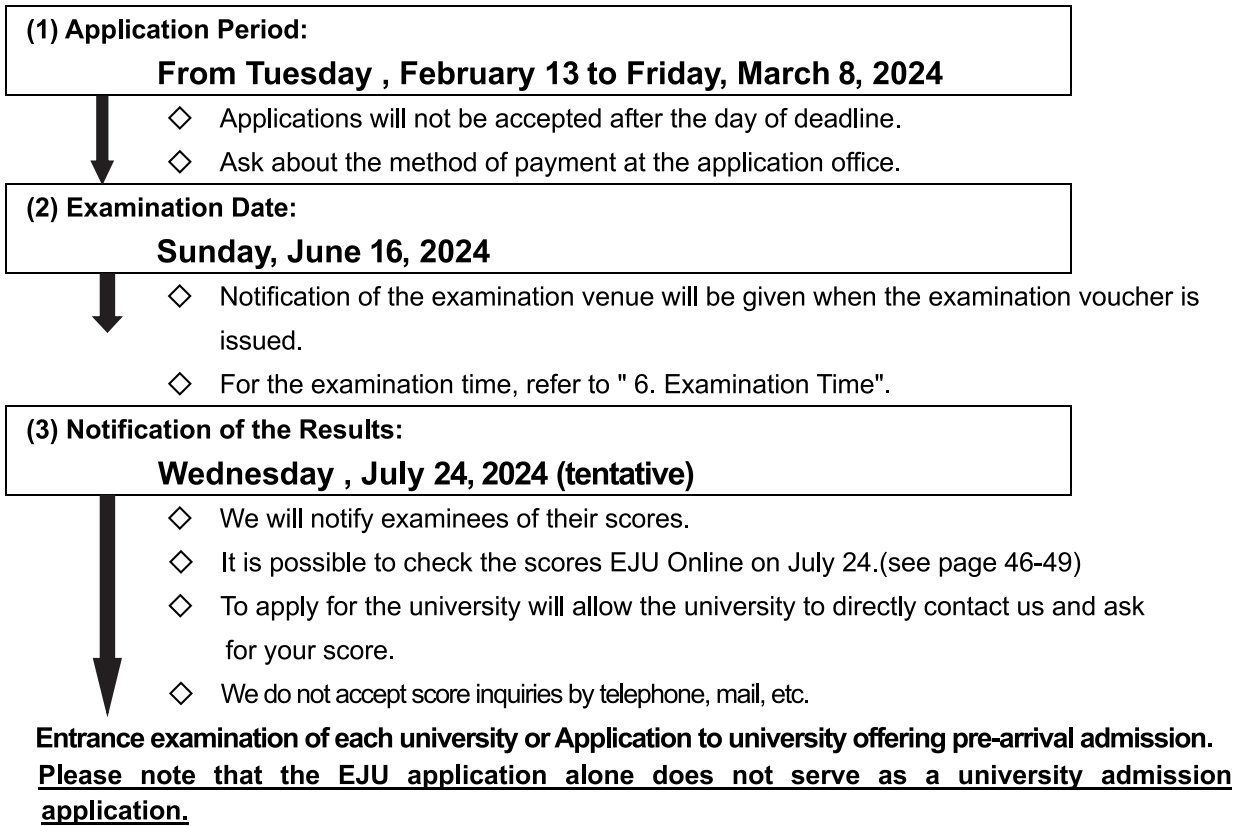 (1) Application Period:
From Tuesday , February 13 to Friday, March 8, 2024
◇ Applications will not be accepted after the day of deadline.
◇ Ask about the method of payment at the application office.
(2) Examination Date:
Sunday, June 16, 2024
◇ Notification of the examination venue will be given when the examination voucher is
issued.
◇ For the examination time, refer to " 6. Examination Time".
(3) Notification of the Results:
Wednesday , July 24, 2024 (tentative)
◇ We will notify examinees of their scores.
◇ It is possible to check the scores EJU Online on July 24.(see page 46-49)
◇ To apply for the university will allow the university to directly contact us and ask
for your score.
◇ We do not accept score inquiries by telephone, mail, etc.
Entrance examination of each university or Application to university offering pre-arrival admission.
Please note that the EJU application alone does not serve as a university admission
application.